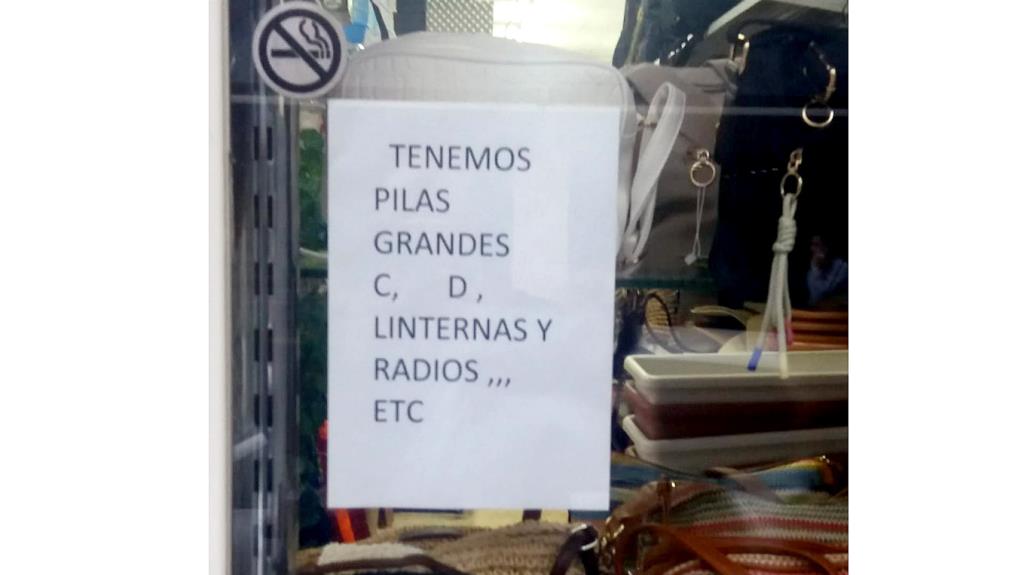 TENEMOS
PILAS
GRANDES
C, D ,
LINTERNAS Y
RADIOS ,,,
ETC